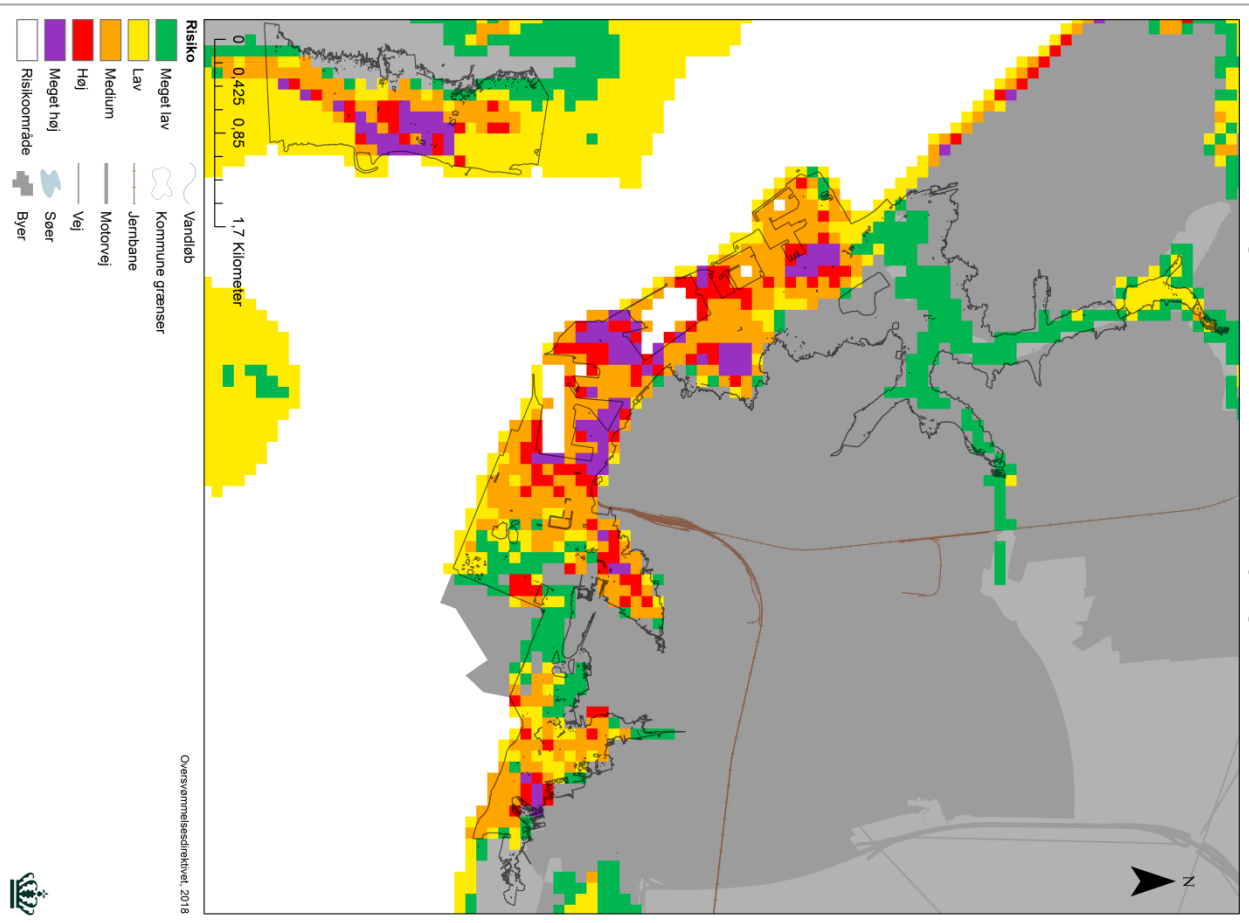 Risiko
Meget lav
Lav
Medium
Høj
Meget høj
Risikoområde
Vandløb
Kommune grænser
Jernbane
Motorvej
Vej
Søer
Byer
0 0,425 0,85 1,7 Kilometer
N
Oversvømmelsesdirektivet, 2018